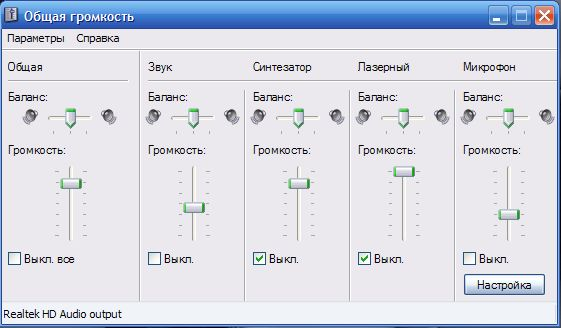 Общая громкость
Параметры Справка
Общая Звук Синтезатор Лазерный Микрофон
Баланс: Баланс: Баланс: Баланс: Баланс:
Громкость: Громкость: Громкость: Громкость: Громкость:
Выкл. все Выкл. Выкл. Выкл. Выкл.
Настройка
Realtek HD Audio output